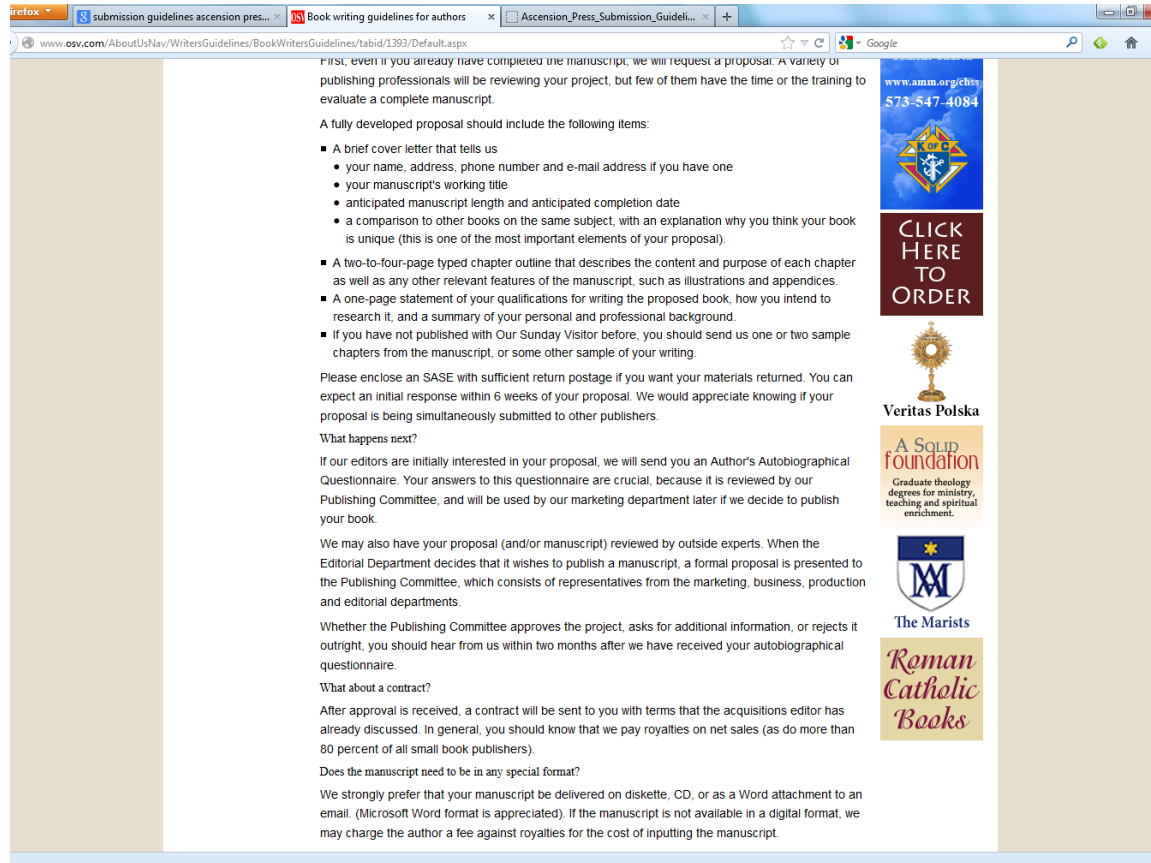 irefox
submission guidelines ascension pres...
OSV Book writing guidelines for authors
Ascension_Press_Submission_Guideli...
www.osv.com/AboutUsNav/WritersGuidelines/BookWritersGuidelines/tabid/1393/Default.aspx
Google
First, even if you already have completed the manuscript, we will request a proposal. A variety of
publishing professionals will be reviewing your project, but few of them have the time or the training to
evaluate a complete manuscript.
A fully developed proposal should include the following items:
A brief cover letter that tells us
your name, address, phone number and e-mail address if you have one
your manuscript's working title
anticipated manuscript length and anticipated completion date
a comparison to other books on the same subject, with an explanation why you think your book
is unique (this is one of the most important elements of your proposal).
A two-to-four-page typed chapter outline that describes the content and purpose of each chapter
as well as any other relevant features of the manuscript, such as illustrations and appendices.
A one-page statement of your qualifications for writing the proposed book, how you intend to
research it, and a summary of your personal and professional background.
If you have not published with Our Sunday Visitor before, you should send us one or two sample
chapters from the manuscript, or some other sample of your writing.
Please enclose an SASE with sufficient return postage if you want your materials returned. You can
expect an initial response within 6 weeks of your proposal. We would appreciate knowing if your
proposal is being simultaneously submitted to other publishers.
What happens next?
If our editors are initially interested in your proposal, we will send you an Author's Autobiographical
Questionnaire. Your answers to this questionnaire are crucial, because it is reviewed by our
Publishing Committee, and will be used by our marketing department later if we decide to publish
your book.
We may also have your proposal (and/or manuscript) reviewed by outside experts. When the
Editorial Department decides that it wishes to publish a manuscript, a formal proposal is presented to
the Publishing Committee, which consists of representatives from the marketing, business, production
and editorial departments.
Whether the Publishing Committee approves the project, asks for additional information, or rejects it
outright, you should hear from us within two months after we have received your autobiographical
questionnaire.
What about a contract?
After approval is received, a contract will be sent to you with terms that the acquisitions editor has
already discussed. In general, you should know that we pay royalties on net sales (as do more than
80 percent of all small book publishers).
Does the manuscript need to be in any special format?
We strongly prefer that your manuscript be delivered on diskette, CD, or as a Word attachment to an
email. (Microsoft Word format is appreciated). If the manuscript is not available in a digital format, we
may charge the author a fee against royalties for the cost of inputting the manuscript.
www.amm.org/chss
573-547-4084
K OF C
CLICK
HERE
TO
ORDER
Veritas Polska
A SOLID
foundation
Graduate theology
degrees for ministry,
teaching and spiritual
enrichment.
The Marists
Roman
Catholic
Books